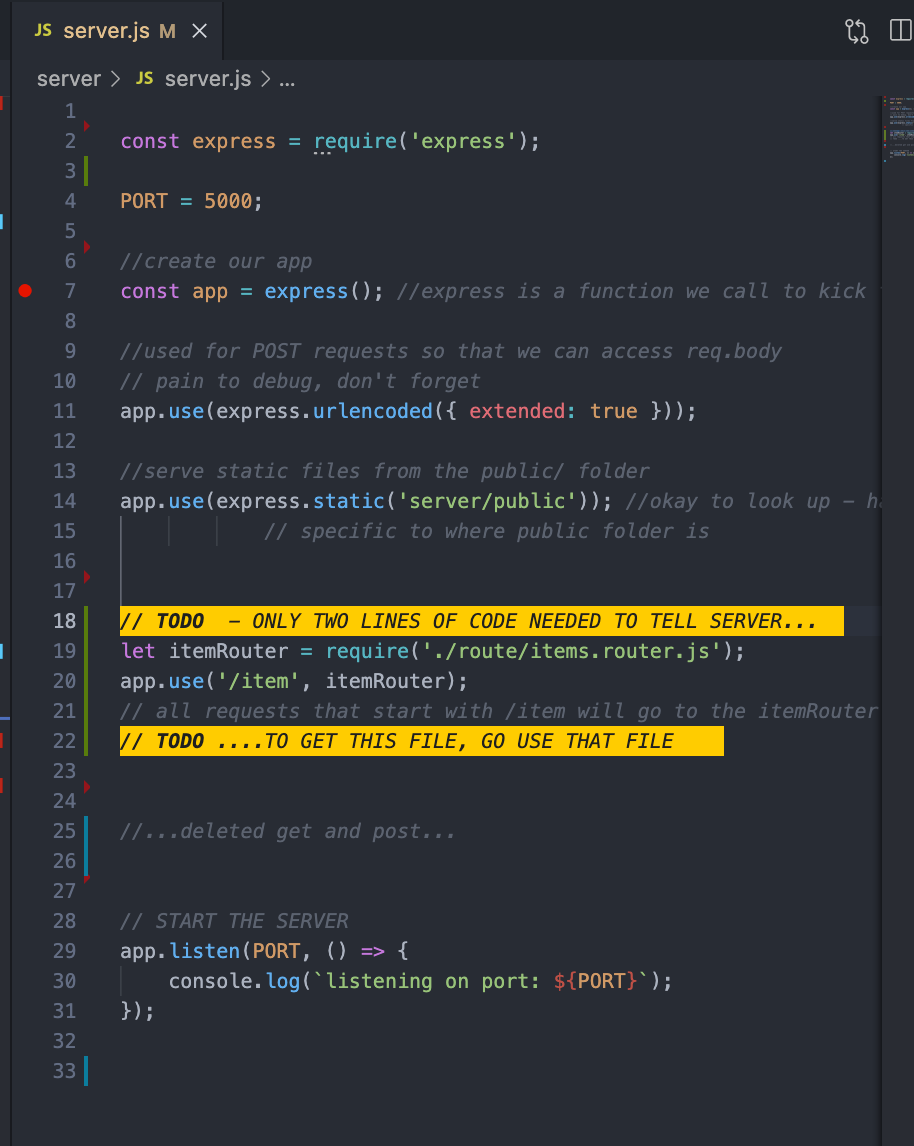 JS server.js M
server > JS server.js > ...
1
2 const express = require('express');
3
4 PORT = 5000;
5
6 //create our app
7 const app = express(); //express is a function we call to kick
8
9 //used for POST requests so that we can access req.body
10 // pain to debug, don't forget
11 app.use(express.urlencoded({ extended: true }));
12
13 //serve static files from the public/ folder
14 app.use(express.static('server/public')); //okay to look up – ha
15 // specific to where public folder is
16
17
18 // TODO  – ONLY TWO LINES OF CODE NEEDED TO TELL SERVER...
19 let itemRouter = require('./route/items.router.js');
20 app.use('/item', itemRouter);
21 // all requests that start with /item will go to the itemRouter
22 // TODO ....TO GET THIS FILE, GO USE THAT FILE
23
24
25 //...deleted get and post...
26
27
28 // START THE SERVER
29 app.listen(PORT, () => {
30     console.log(`listening on port: ${PORT}`);
31 });
32
33